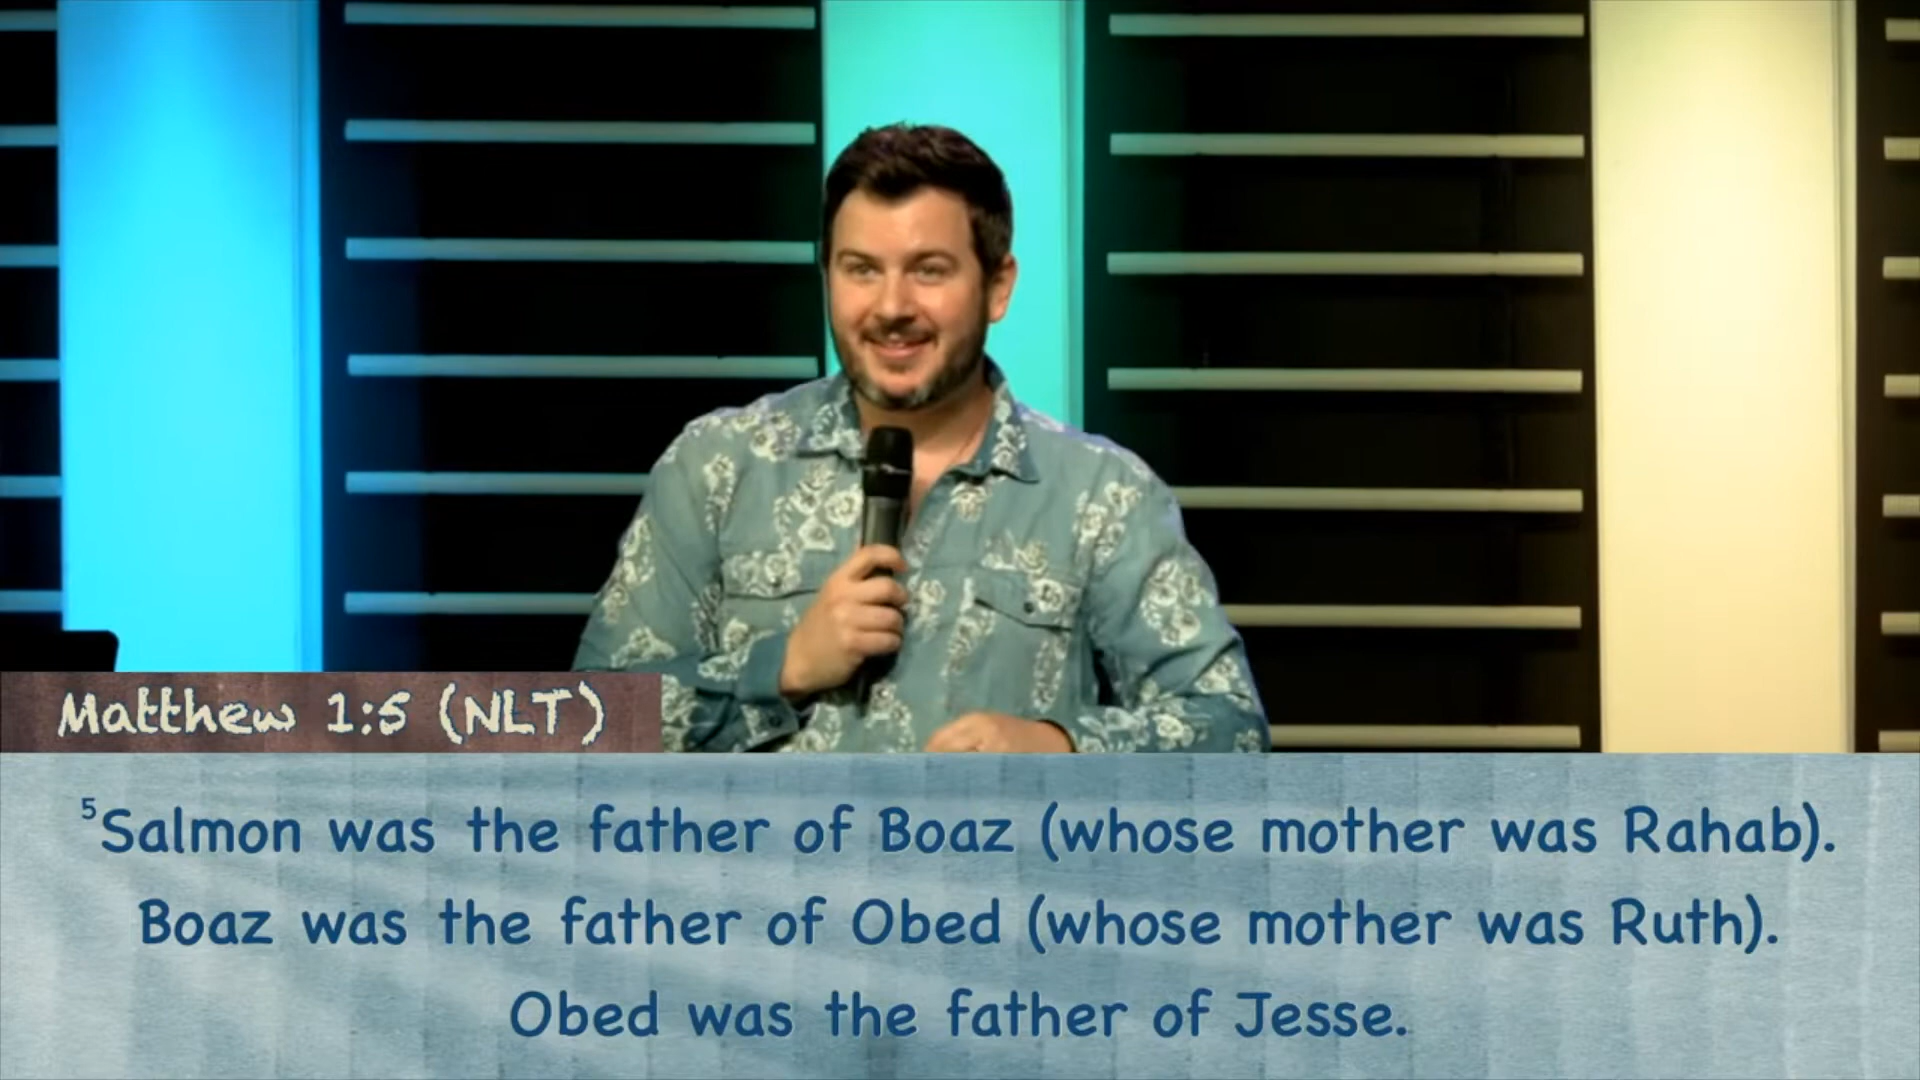 Matthew 1:5 (NLT)
⁵Salmon was the father of Boaz (whose mother was Rahab).
Boaz was the father of Obed (whose mother was Ruth).
Obed was the father of Jesse.